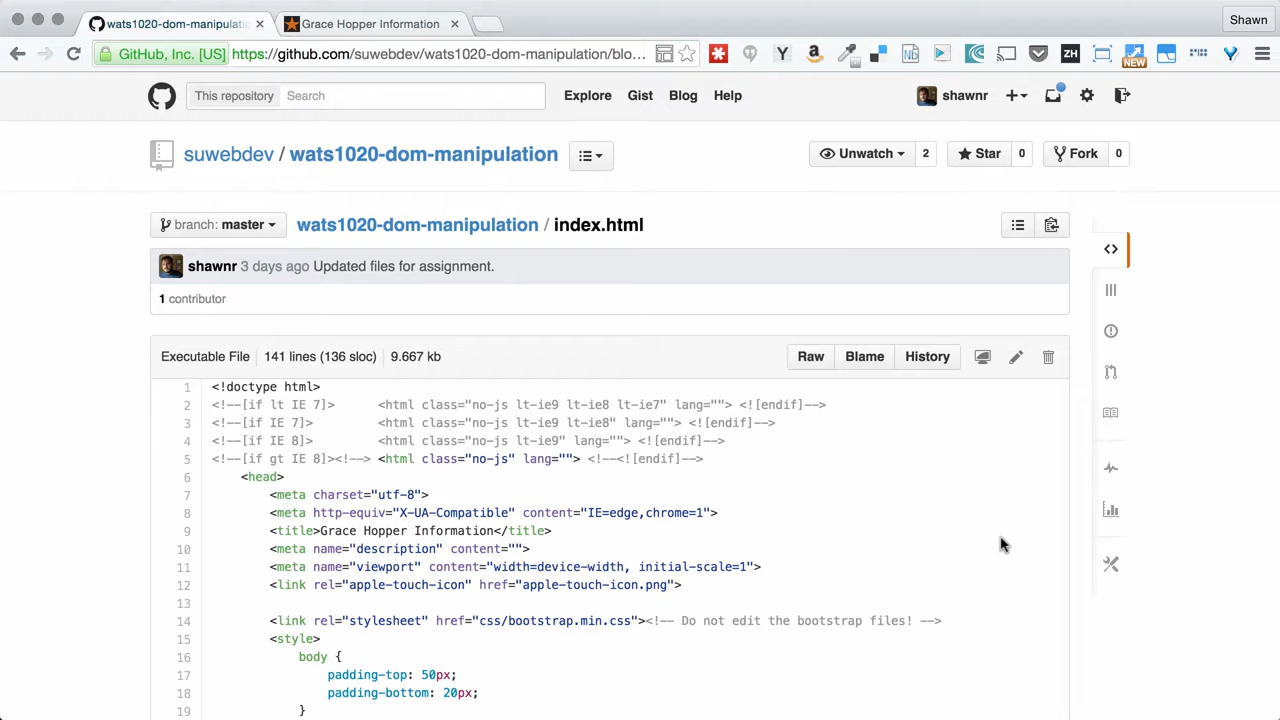 wats1020-dom-manipulatio
Grace Hopper Information
Shawn
GitHub, Inc. [US] https://github.com/suwebdev/wats1020-dom-manipulation/blo...
Y
a
Nb
ZH
NEW
This repository Search
Explore Gist Blog Help
shawnr
suwebdev / wats1020-dom-manipulation
Unwatch 2 Star 0 Fork 0
branch: master
wats1020-dom-manipulation / index.html
shawnr 3 days ago Updated files for assignment.
1 contributor
Executable File 141 lines (136 sloc) 9.667 kb
Raw Blame History
1 <!doctype html>
2 <!--[if lt IE 7]> <html class="no-js lt-ie9 lt-ie8 lt-ie7" lang=""> <![endif]-->
3 <!--[if IE 7]> <html class="no-js lt-ie9 lt-ie8" lang=""> <![endif]-->
4 <!--[if IE 8]> <html class="no-js lt-ie9" lang=""> <![endif]-->
5 <!--[if gt IE 8]><!--> <html class="no-js" lang=""> <!--<![endif]-->
6 <head>
7 <meta charset="utf-8">
8 <meta http-equiv="X-UA-Compatible" content="IE=edge,chrome=1">
9 <title>Grace Hopper Information</title>
10 <meta name="description" content="">
11 <meta name="viewport" content="width=device-width, initial-scale=1">
12 <link rel="apple-touch-icon" href="apple-touch-icon.png">
13
14 <link rel="stylesheet" href="css/bootstrap.min.css"><!-- Do not edit the bootstrap files! -->
15 <style>
16 body {
17 padding-top: 50px;
18 padding-bottom: 20px;
19 }